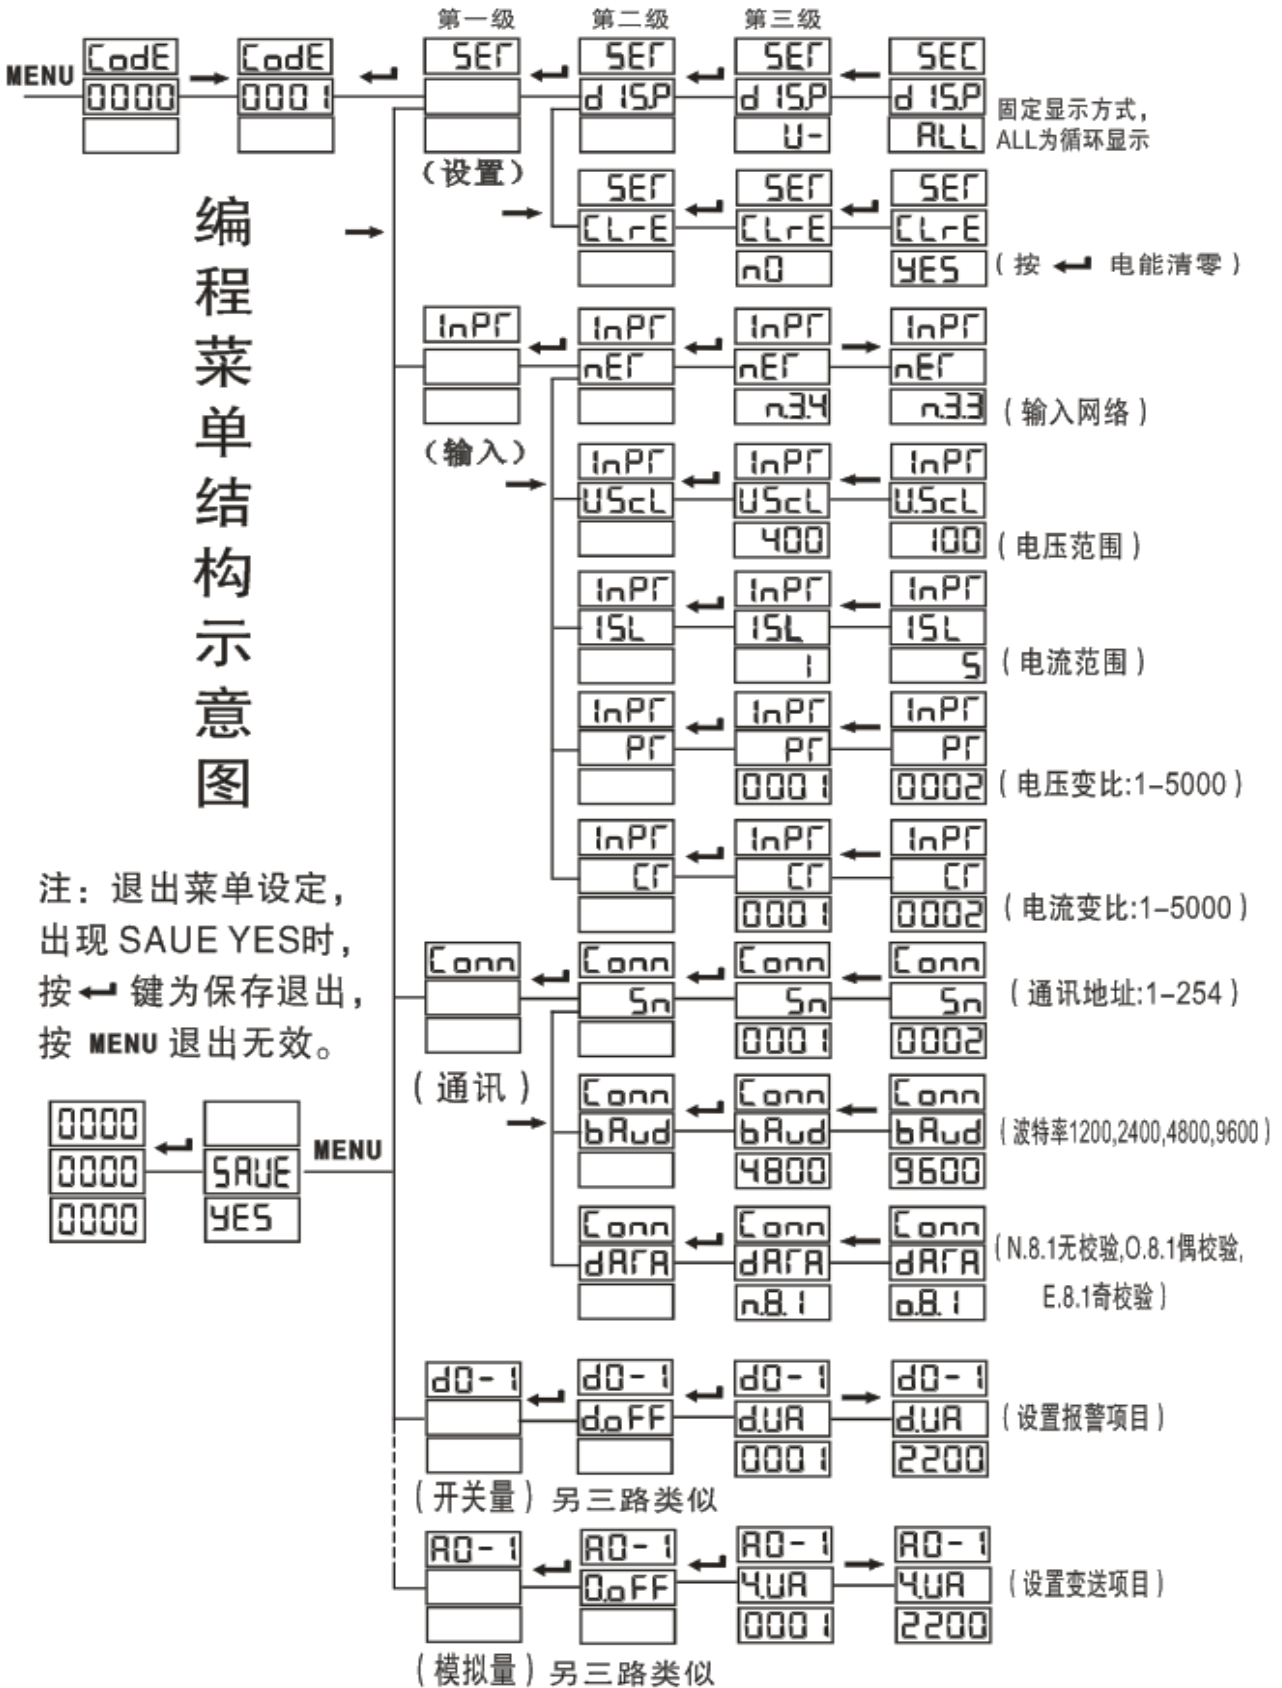 第一级 第二级 第三级
MENU CodE CodE SET SET SET SET
0000 0001 dISP dISP dISP
U- ALL
固定显示方式，
ALL为循环显示
（设置）
SET SET SET
CLrE CLrE CLrE
nO YES （按 电能清零）
编程菜单结构示意图
InPT InPT InPT InPT
nET nET nET
n.3.4 n.3.3 （输入网络）
（输入）
InPT InPT InPT
USCL USCL U.SCL
400 100 （电压范围）
InPT InPT InPT
ISL ISL ISL
1 5 （电流范围）
InPT InPT InPT
PT PT PT
0001 0002 （电压变比:1-5000）
InPT InPT InPT
CT CT CT
0001 0002 （电流变比:1-5000）
注：退出菜单设定，
出现 SAUE YES时，
按 键为保存退出，
按 MENU 退出无效。
Conn Conn Conn Conn
Sn Sn Sn （通讯地址:1-254）
0001 0002
（通讯）
Conn Conn Conn
bAud bAud bAud （波特率1200,2400,4800,9600）
4800 9600
0000
0000 SAUE MENU
0000 YES
Conn Conn Conn
dATA dATA dATA
n.8.1 o.8.1
（N.8.1无校验,O.8.1偶校验,
E.8.1奇校验）
dO-1 dO-1 dO-1 dO-1
d.oFF d.UA d.UA （设置报警项目）
0001 2200
（开关量）另三路类似
AO-1 AO-1 AO-1 AO-1
0.oFF 4.UA 4.UA （设置变送项目）
0001 2200
（模拟量）另三路类似